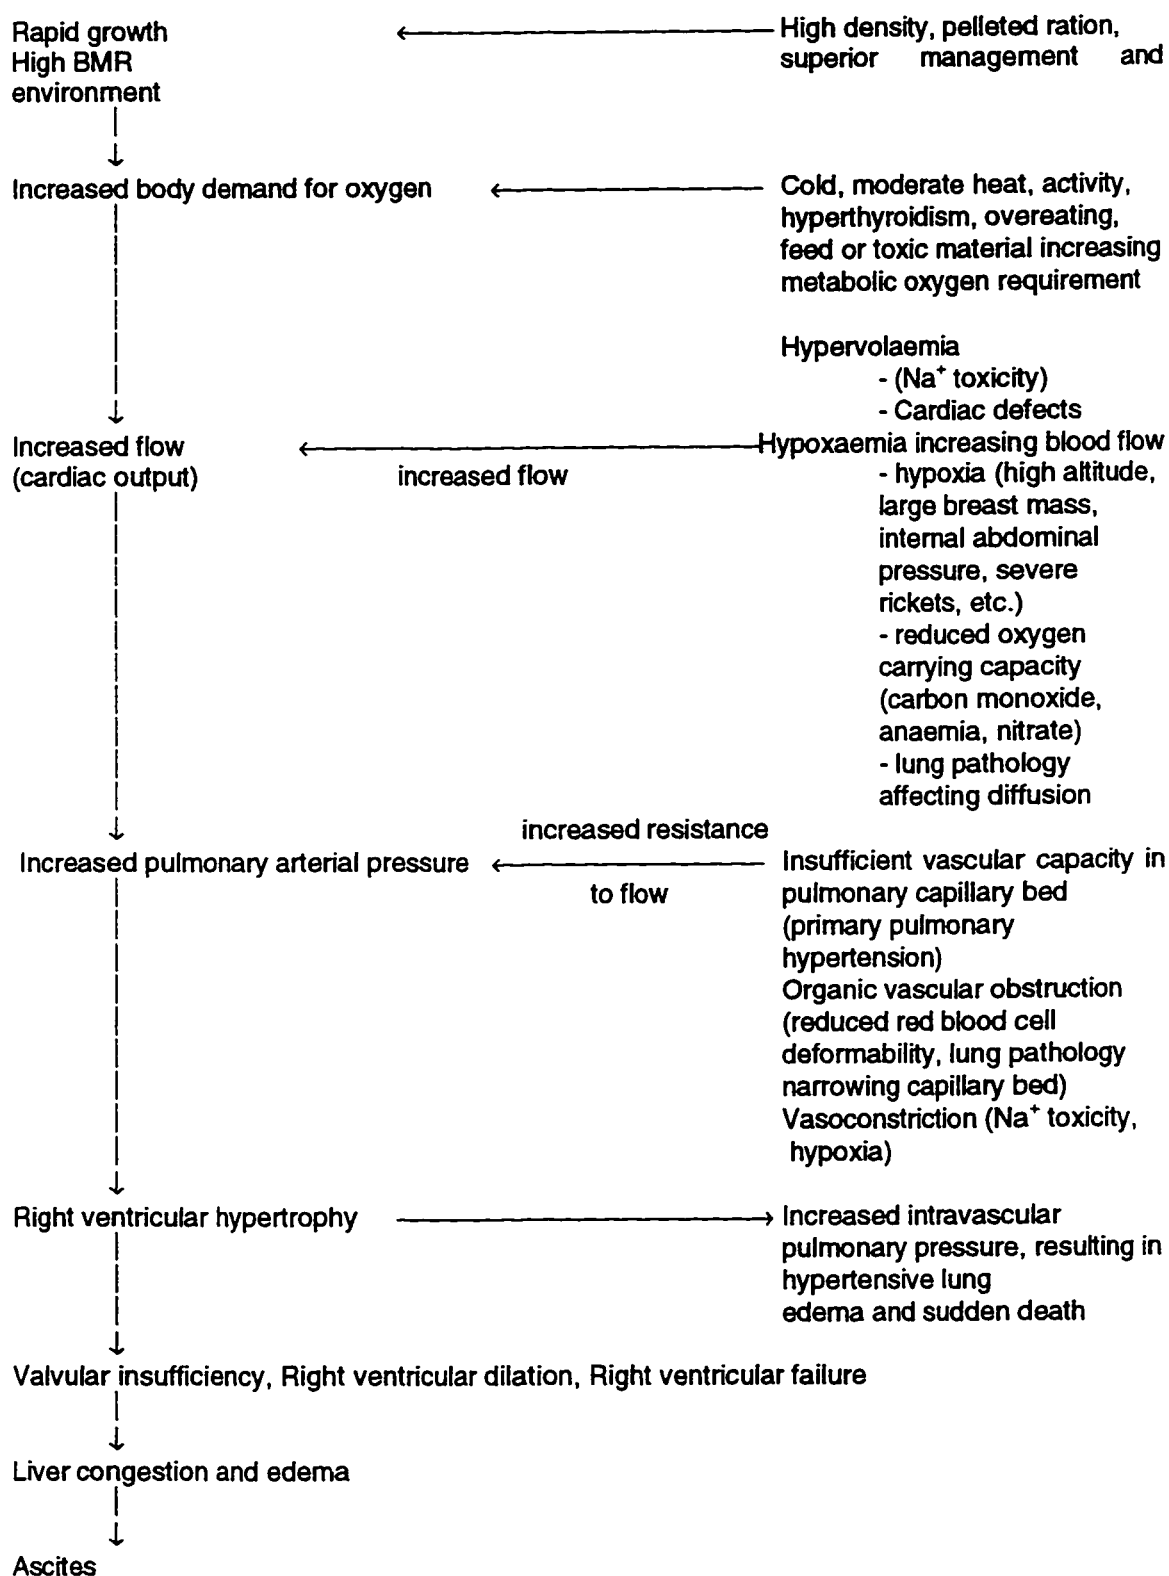 Rapid growth
High BMR
environment
High density, pelleted ration,
superior management and
Increased body demand for oxygen
Cold, moderate heat, activity,
hyperthyroidism, overeating,
feed or toxic material increasing
metabolic oxygen requirement
Hypervolaemia
- (Na⁺ toxicity)
- Cardiac defects
Increased flow
(cardiac output)
increased flow
Hypoxaemia increasing blood flow
- hypoxia (high altitude,
large breast mass,
internal abdominal
pressure, severe
rickets, etc.)
- reduced oxygen
carrying capacity
(carbon monoxide,
anaemia, nitrate)
- lung pathology
affecting diffusion
Increased pulmonary arterial pressure
increased resistance
to flow
Insufficient vascular capacity in
pulmonary capillary bed
(primary pulmonary
hypertension)
Organic vascular obstruction
(reduced red blood cell
deformability, lung pathology
narrowing capillary bed)
Vasoconstriction (Na⁺ toxicity,
hypoxia)
Right ventricular hypertrophy
Increased intravascular
pulmonary pressure, resulting in
hypertensive lung
edema and sudden death
Valvular insufficiency, Right ventricular dilation, Right ventricular failure
Liver congestion and edema
Ascites